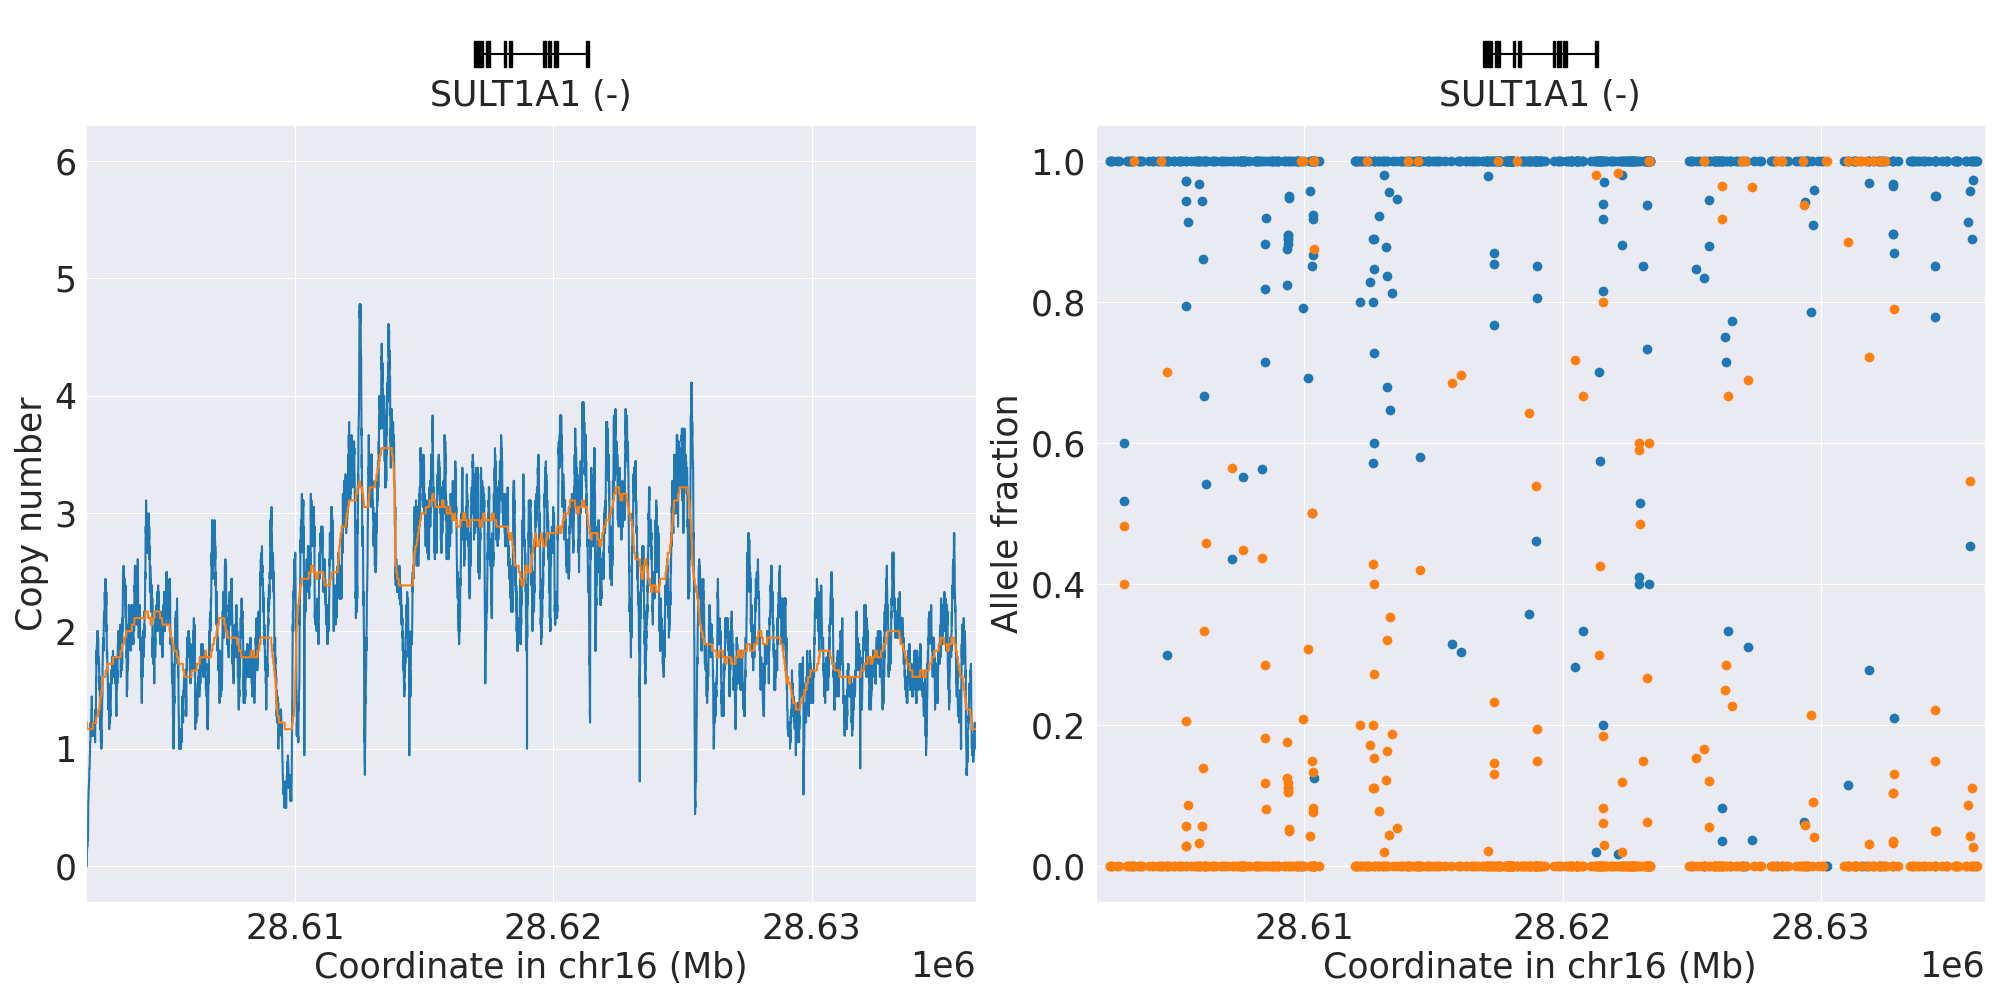 SULT1A1 (-)
Copy number
6
5
4
3
2
1
0
28.61
28.62
28.63
Coordinate in chr16 (Mb)
1e6
SULT1A1 (-)
Allele fraction
1.0
0.8
0.6
0.4
0.2
0.0
28.61
28.62
28.63
Coordinate in chr16 (Mb)
1e6